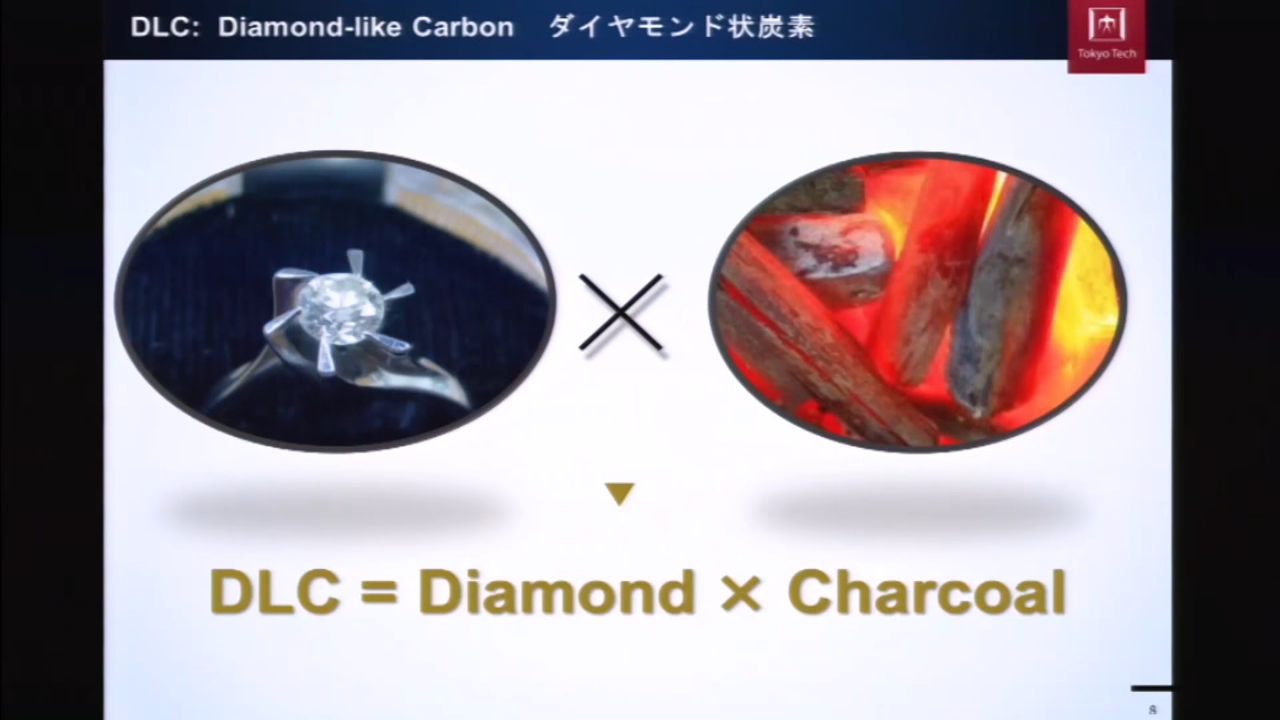 DLC: Diamond-like Carbon ダイヤモンド状炭素
Tokyo Tech
DLC = Diamond × Charcoal
8